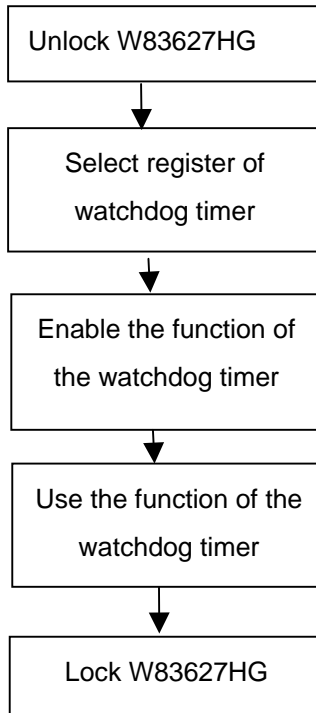 Unlock W83627HG
Select register of
watchdog timer
Enable the function of
the watchdog timer
Use the function of the
watchdog timer
Lock W83627HG